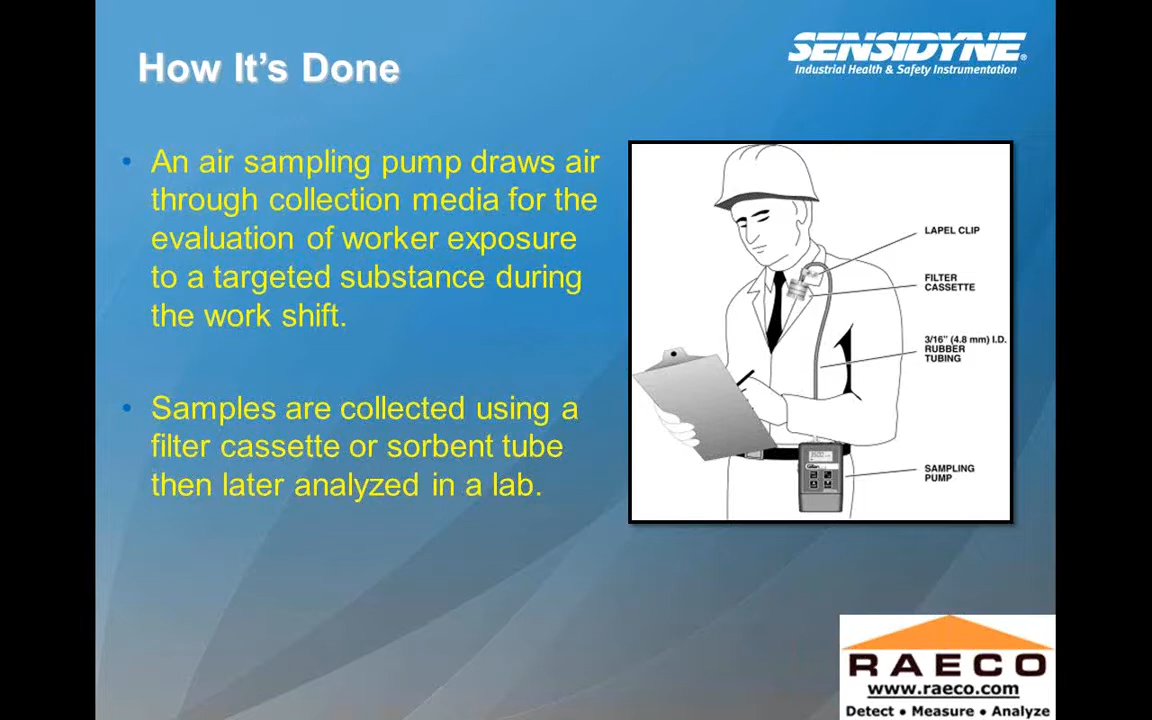 How It's Done
SENSIDYNE®
Industrial Health & Safety Instrumentation
• An air sampling pump draws air
through collection media for the
evaluation of worker exposure
to a targeted substance during
the work shift.
• Samples are collected using a
filter cassette or sorbent tube
then later analyzed in a lab.
LAPEL CLIP
FILTER
CASSETTE
3/16" (4.8 mm) I.D.
RUBBER
TUBING
SAMPLING
PUMP
Gilian
RAECO
www.raeco.com
Detect • Measure • Analyze